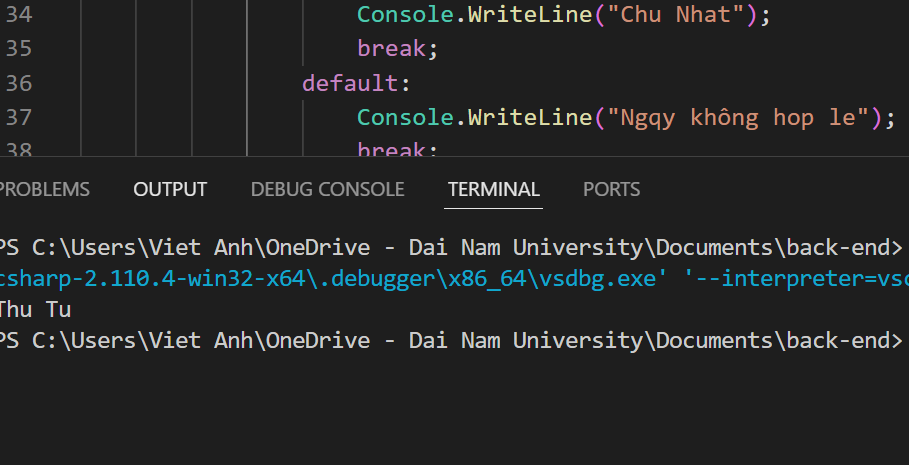 34 Console.WriteLine("Chu Nhat");
35 break;
36 default:
37 Console.WriteLine("Ngqy không hop le");
38 break;
PROBLEMS OUTPUT DEBUG CONSOLE TERMINAL PORTS
PS C:\Users\Viet Anh\OneDrive - Dai Nam University\Documents\back-end>
csharp-2.110.4-win32-x64\.debugger\x86_64\vsdbg.exe' '--interpreter=vsc
Thu Tu
PS C:\Users\Viet Anh\OneDrive - Dai Nam University\Documents\back-end>